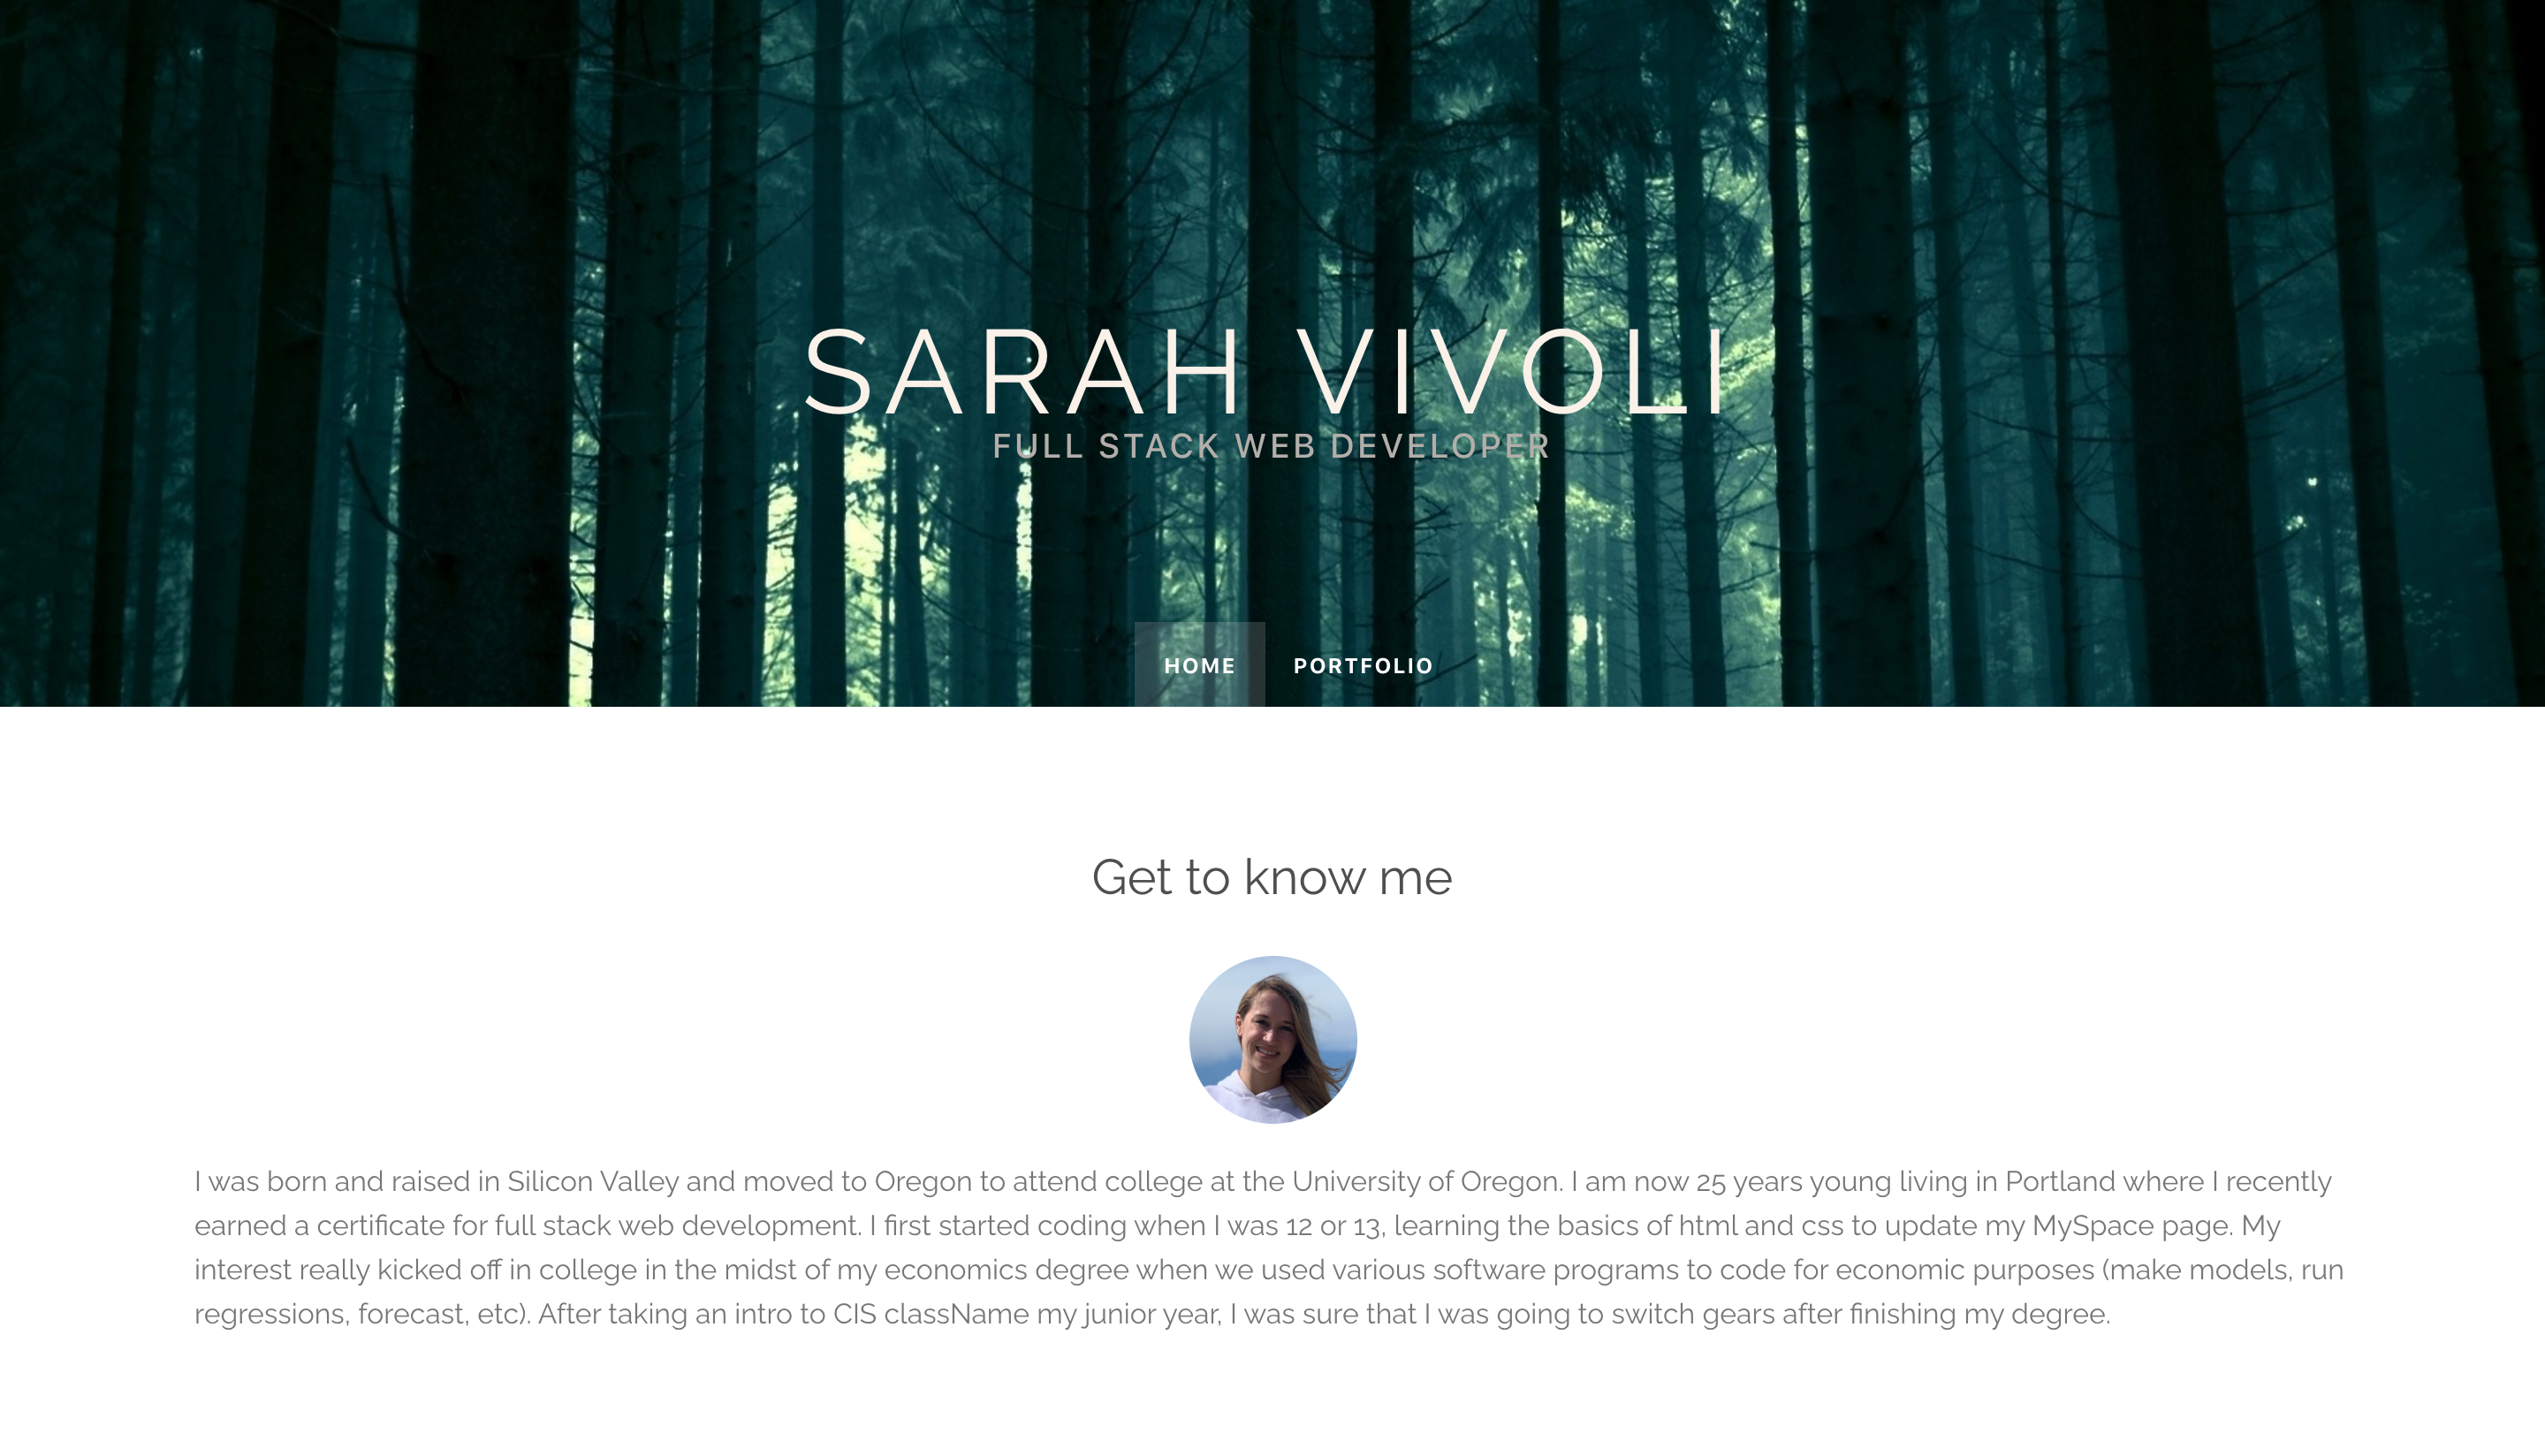 SARAH VIVOLI
FULL STACK WEB DEVELOPER
HOME PORTFOLIO
Get to know me
I was born and raised in Silicon Valley and moved to Oregon to attend college at the University of Oregon. I am now 25 years young living in Portland where I recently
earned a certificate for full stack web development. I first started coding when I was 12 or 13, learning the basics of html and css to update my MySpace page. My
interest really kicked off in college in the midst of my economics degree when we used various software programs to code for economic purposes (make models, run
regressions, forecast, etc). After taking an intro to CIS className my junior year, I was sure that I was going to switch gears after finishing my degree.